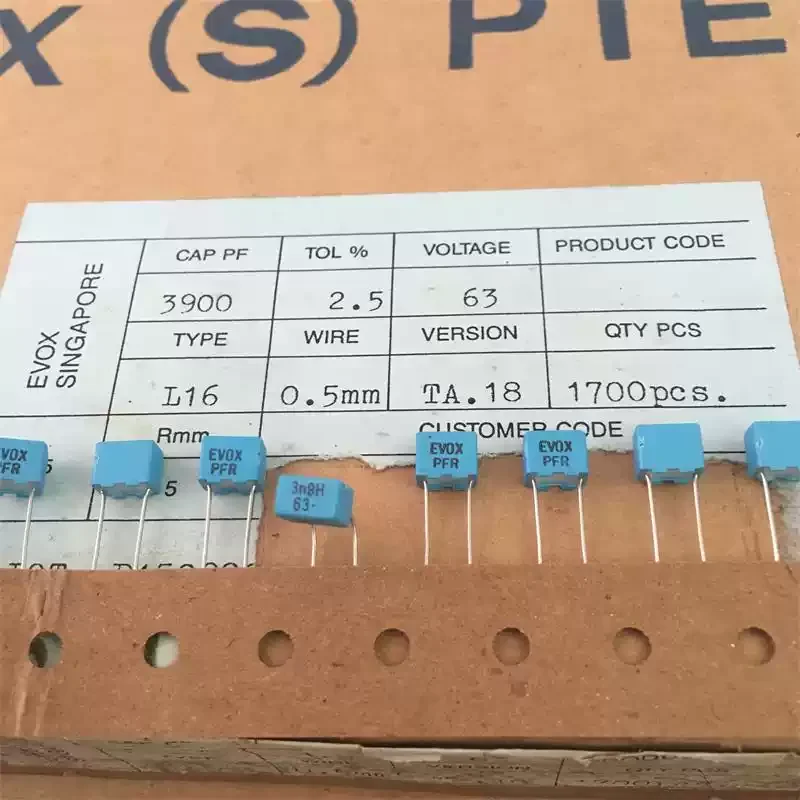 X (S) PTE
CAP PF TOL % VOLTAGE PRODUCT CODE
EVOX
SINGAPORE
3900 2.5 63
TYPE WIRE VERSION QTY PCS
L16 0.5mm TA.18 1700pcs.
Rmm CUSTOMER CODE
5
EVOX
PFR
EVOX
PFR
3n9H
63-
EVOX
PFR
EVOX
PFR